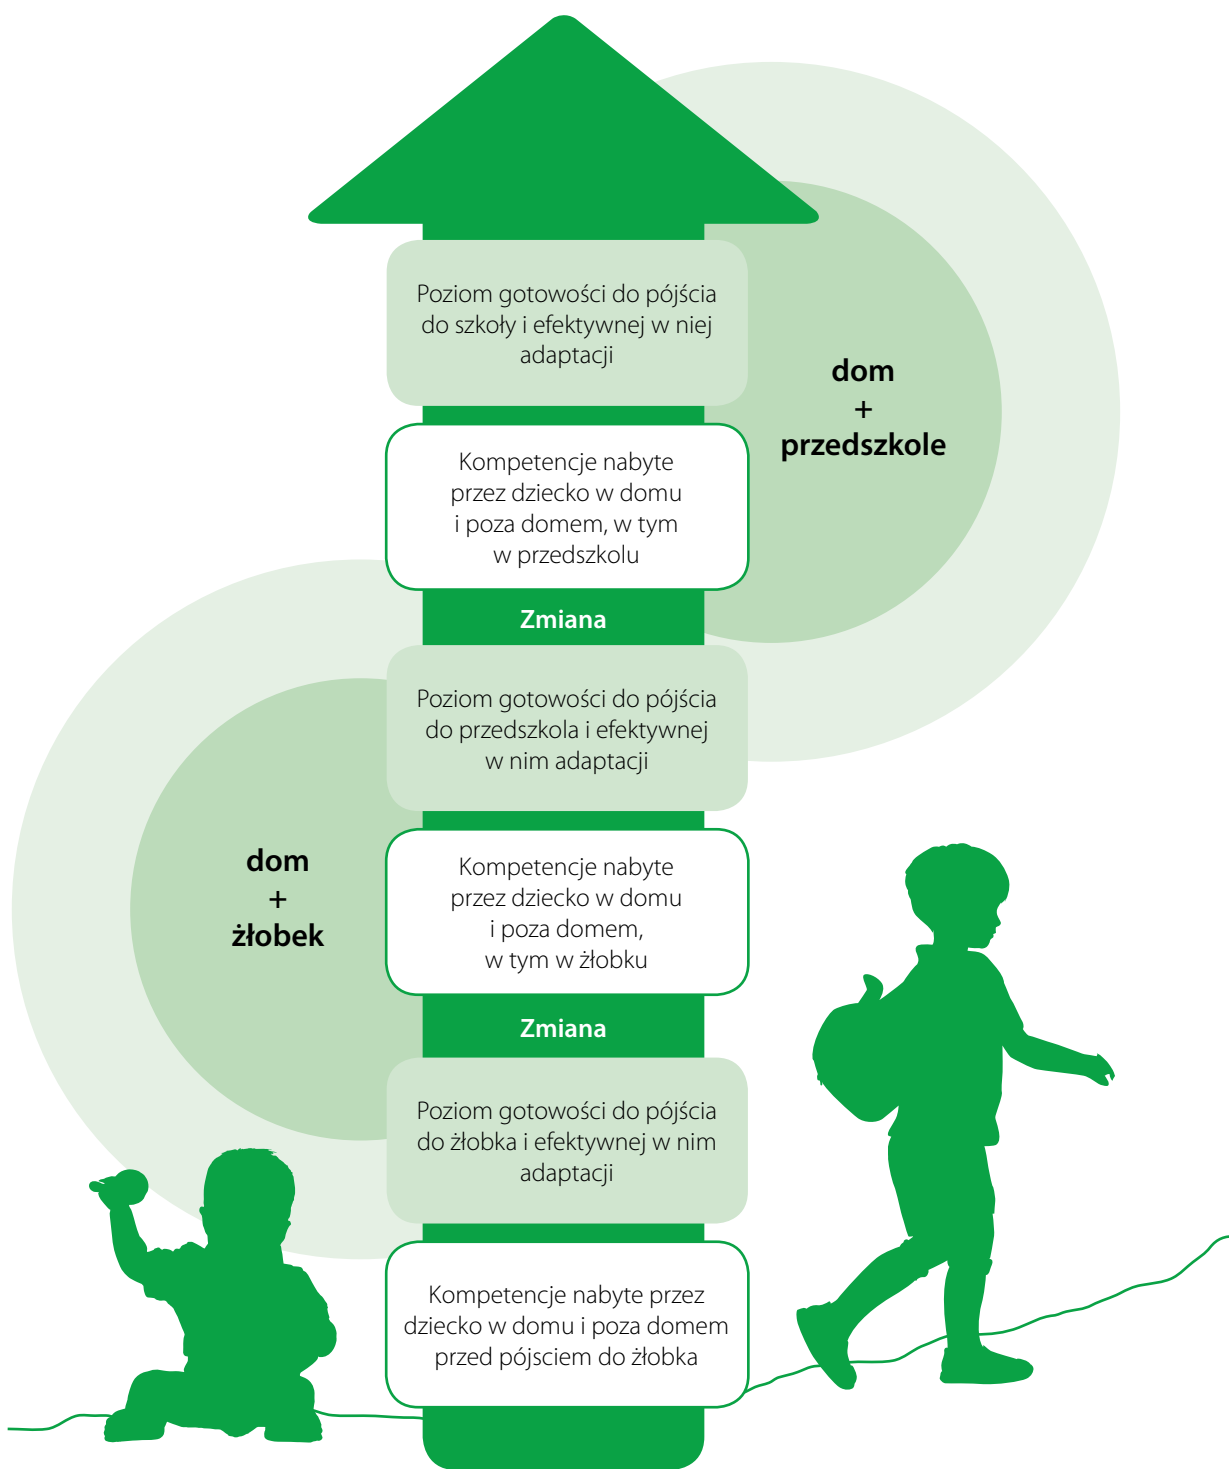 Poziom gotowości do pójścia
do szkoły i efektywnej w niej
adaptacji
dom
+
przedszkole
Kompetencje nabyte
przez dziecko w domu
i poza domem, w tym
w przedszkolu
Zmiana
Poziom gotowości do pójścia
do przedszkola i efektywnej
w nim adaptacji
dom
+
żłobek
Kompetencje nabyte
przez dziecko w domu
i poza domem,
w tym w żłobku
Zmiana
Poziom gotowości do pójścia
do żłobka i efektywnej w nim
adaptacji
Kompetencje nabyte przez
dziecko w domu i poza domem
przed pójsciem do żłobka